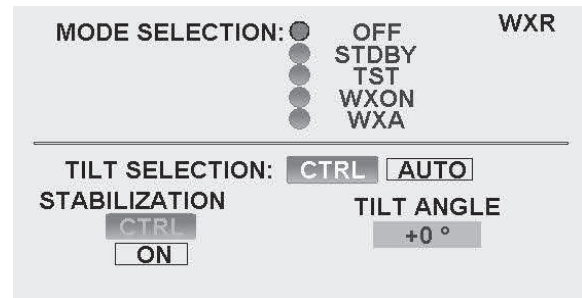 MODE SELECTION: OFF WXR
STDBY
TST
WXON
WXA
TILT SELECTION: CTRL AUTO
STABILIZATION TILT ANGLE
CTRL +0 °
ON